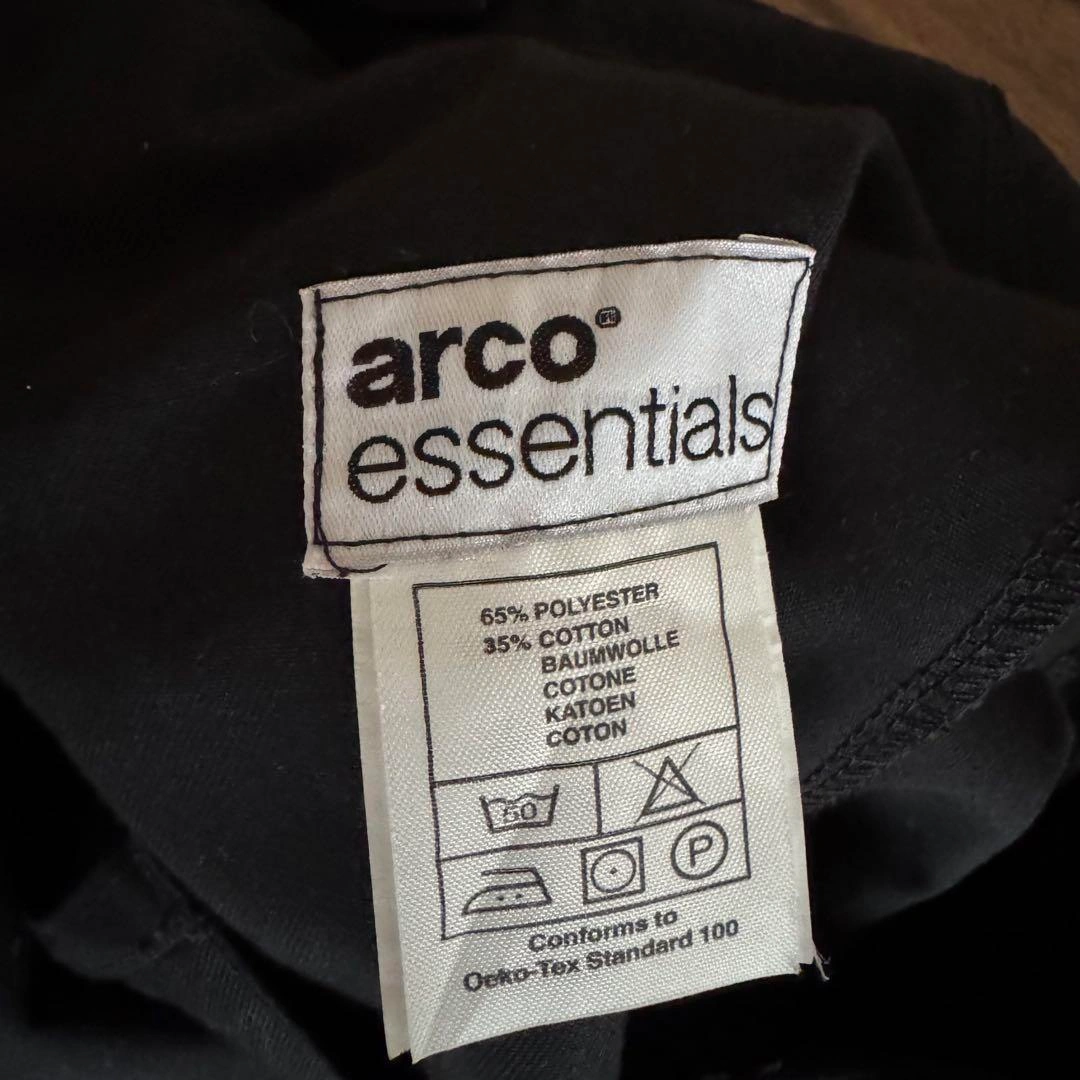 arco®
essentials
65% POLYESTER
35% COTTON
BAUMWOLLE
COTONE
KATOEN
COTON
60
P
Conforms to
Oeko-Tex Standard 100